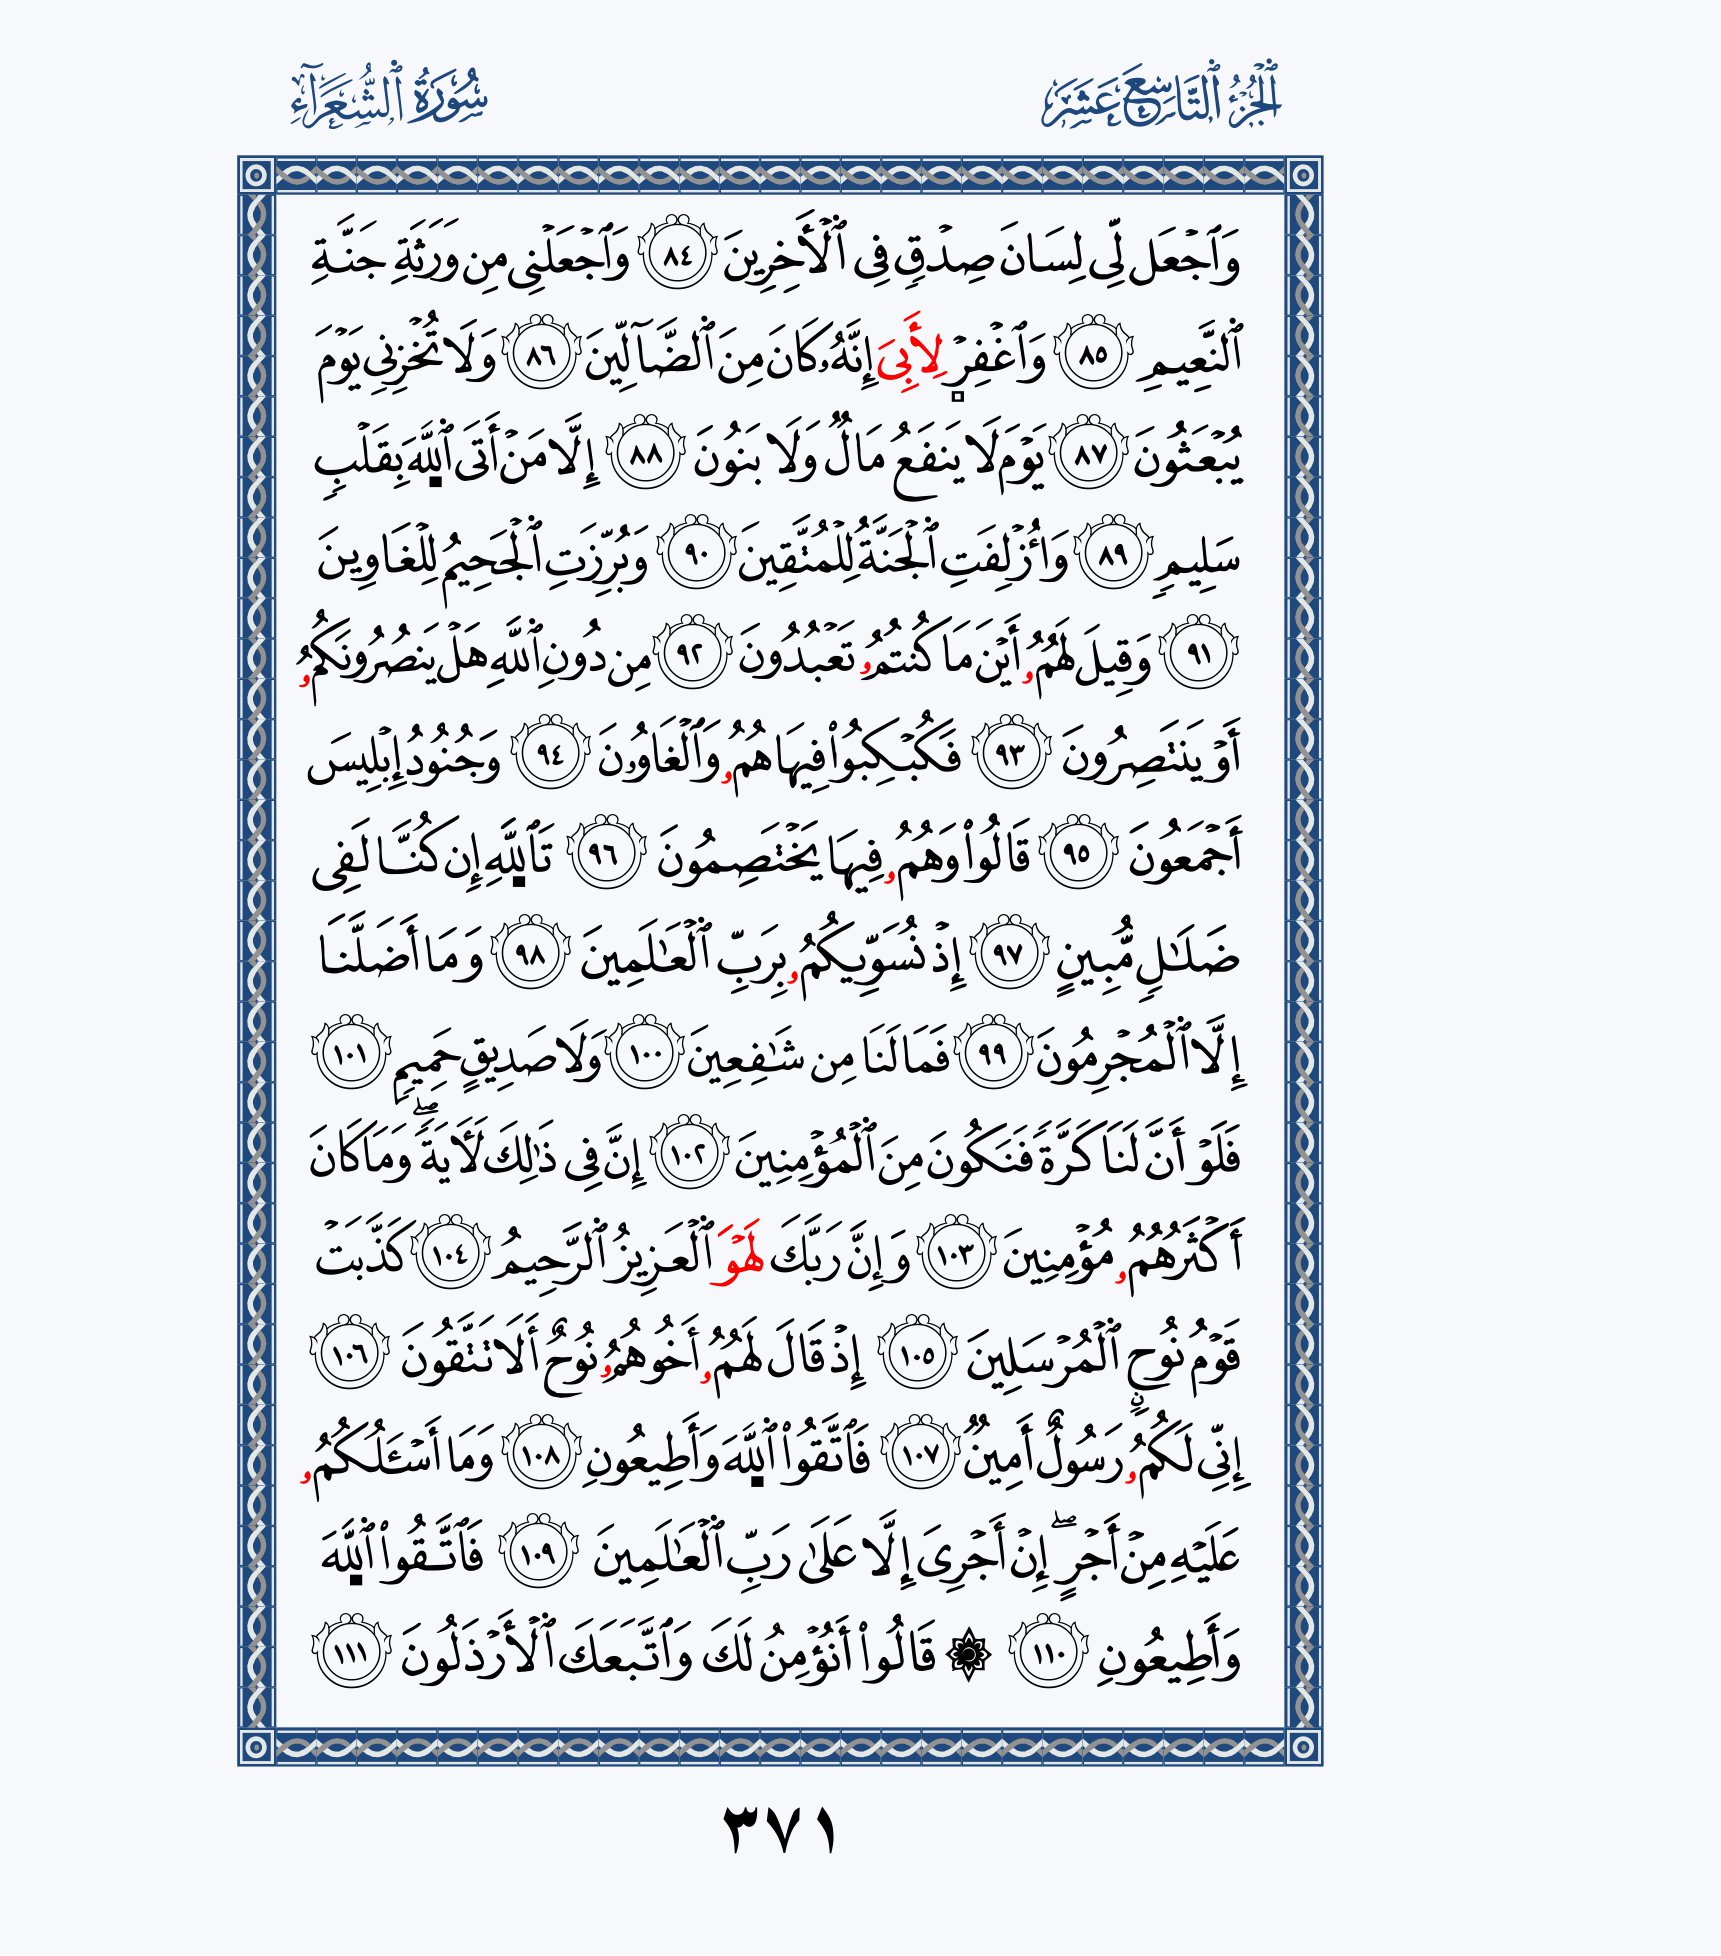 ٱلْجُزْءُ ٱلتَّاسِعَ عَشَرَ
سُورَةُ ٱلشُّعَرَآءِ
وَٱجۡعَل لِّي لِسَانَ صِدۡقٖ فِي ٱلۡأٓخِرِينَ ٨٤ وَٱجۡعَلۡنِي مِن وَرَثَةِ جَنَّةِ
ٱلنَّعِيمِ ٨٥ وَٱغۡفِرۡ لِأَبِيَ إِنَّهُۥ كَانَ مِنَ ٱلضَّآلِّينَ ٨٦ وَلَا تُخۡزِنِي يَوۡمَ
يُبۡعَثُونَ ٨٧ يَوۡمَ لَا يَنفَعُ مَالٞ وَلَا بَنُونَ ٨٨ إِلَّا مَنۡ أَتَى ٱللَّهَ بِقَلۡبٖ
سَلِيمٖ ٨٩ وَأُزۡلِفَتِ ٱلۡجَنَّةُ لِلۡمُتَّقِينَ ٩٠ وَبُرِّزَتِ ٱلۡجَحِيمُ لِلۡغَاوِينَ
٩١ وَقِيلَ لَهُمُۥ أَيۡنَ مَا كُنتُمُۥ تَعۡبُدُونَ ٩٢ مِن دُونِ ٱللَّهِ هَلۡ يَنصُرُونَكُمُۥ
أَوۡ يَنتَصِرُونَ ٩٣ فَكُبۡكِبُواْ فِيهَا هُمُۥ وَٱلۡغَاوُۥنَ ٩٤ وَجُنُودُ إِبۡلِيسَ
أَجۡمَعُونَ ٩٥ قَالُواْ وَهُمُۥ فِيهَا يَخۡتَصِمُونَ ٩٦ تَٱللَّهِ إِن كُنَّا لَفِي
ضَلَٰلٖ مُّبِينٍ ٩٧ إِذۡ نُسَوِّيكُمُۥ بِرَبِّ ٱلۡعَٰلَمِينَ ٩٨ وَمَا أَضَلَّنَا
إِلَّا ٱلۡمُجۡرِمُونَ ٩٩ فَمَا لَنَا مِن شَٰفِعِينَ ١٠٠ وَلَا صَدِيقٍ حَمِيمٖ ١٠١
فَلَوۡ أَنَّ لَنَا كَرَّةٗ فَنَكُونَ مِنَ ٱلۡمُؤۡمِنِينَ ١٠٢ إِنَّ فِي ذَٰلِكَ لَأٓيَةٗۖ وَمَا كَانَ
أَكۡثَرُهُمُۥ مُؤۡمِنِينَ ١٠٣ وَإِنَّ رَبَّكَ لَهۡوَ ٱلۡعَزِيزُ ٱلرَّحِيمُ ١٠٤ كَذَّبَتۡ
قَوۡمُ نُوحٍ ٱلۡمُرۡسَلِينَ ١٠٥ إِذۡ قَالَ لَهُمُۥ أَخُوهُمُۥ نُوحٌ أَلَا تَتَّقُونَ ١٠٦
إِنِّي لَكُمُۥ رَسُولٌ أَمِينٞ ١٠٧ فَٱتَّقُواْ ٱللَّهَ وَأَطِيعُونِ ١٠٨ وَمَا أَسۡـَٔلُكُمُۥ
عَلَيۡهِ مِنۡ أَجۡرٍۖ إِنۡ أَجۡرِيَ إِلَّا عَلَىٰ رَبِّ ٱلۡعَٰلَمِينَ ١٠٩ فَٱتَّقُواْ ٱللَّهَ
وَأَطِيعُونِ ١١٠ ۞ قَالُواْ أَنُؤۡمِنُ لَكَ وَٱتَّبَعَكَ ٱلۡأَرۡذَلُونَ ١١١
٣٧١